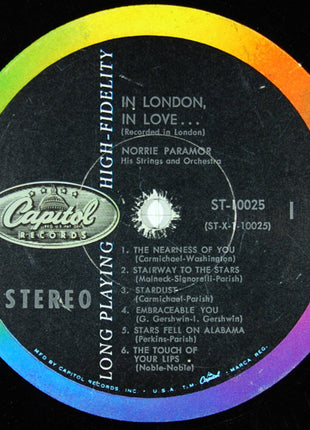 IN LONDON,
IN LOVE...
(Recorded in London)
NORRIE PARAMOR
His Strings and Orchestra
LONG PLAYING HIGH-FIDELITY
Capitol
RECORDS
STEREO
ST-10025
(ST-X-1-10025)
1
1. THE NEARNESS OF YOU
(Carmichael-Washington)
2. STAIRWAY TO THE STARS
(Malneck-Signorelli-Parish)
3. STARDUST
(Carmichael-Parish)
4. EMBRACEABLE YOU
(G. Gershwin-I. Gershwin)
5. STARS FELL ON ALABAMA
(Perkins-Parish)
6. THE TOUCH OF
YOUR LIPS
(Noble-Noble)
MFD BY CAPITOL RECORDS INC. · U.S.A. T.M. Capitol MARCA REG.